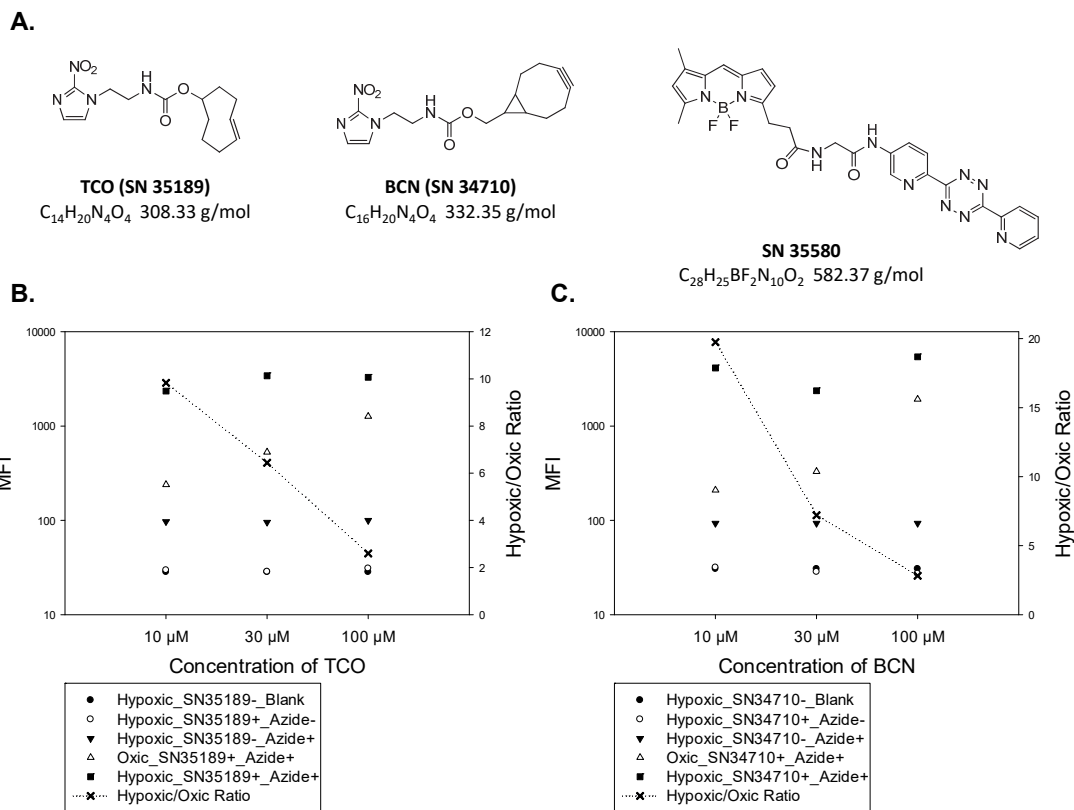 A.
NO₂
N
N
H
N
O
O
NO₂
N
N
H
N
O
O
N
B
N
F
F
O
N
H
O
H
N
N
N
N
N
N
N
TCO (SN 35189)
C₁₄H₂₀N₄O₄ 308.33 g/mol
BCN (SN 34710)
C₁₆H₂₀N₄O₄ 332.35 g/mol
SN 35580
C₂₈H₂₅BF₂N₁₀O₂ 582.37 g/mol
B.
10000
1000
100
10
MFI
12
10
8
6
4
2
0
Hypoxic/Oxic Ratio
10 µM
30 µM
100 µM
Concentration of TCO
Hypoxic_SN35189-_Blank
Hypoxic_SN35189+_Azide-
Hypoxic_SN35189-_Azide+
Oxic_SN35189+_Azide+
Hypoxic_SN35189+_Azide+
Hypoxic/Oxic Ratio
C.
10000
1000
100
10
MFI
20
15
10
5
0
Hypoxic/Oxic Ratio
10 µM
30 µM
100 µM
Concentration of BCN
Hypoxic_SN34710-_Blank
Hypoxic_SN34710+_Azide-
Hypoxic_SN34710-_Azide+
Oxic_SN34710+_Azide+
Hypoxic_SN34710+_Azide+
Hypoxic/Oxic Ratio